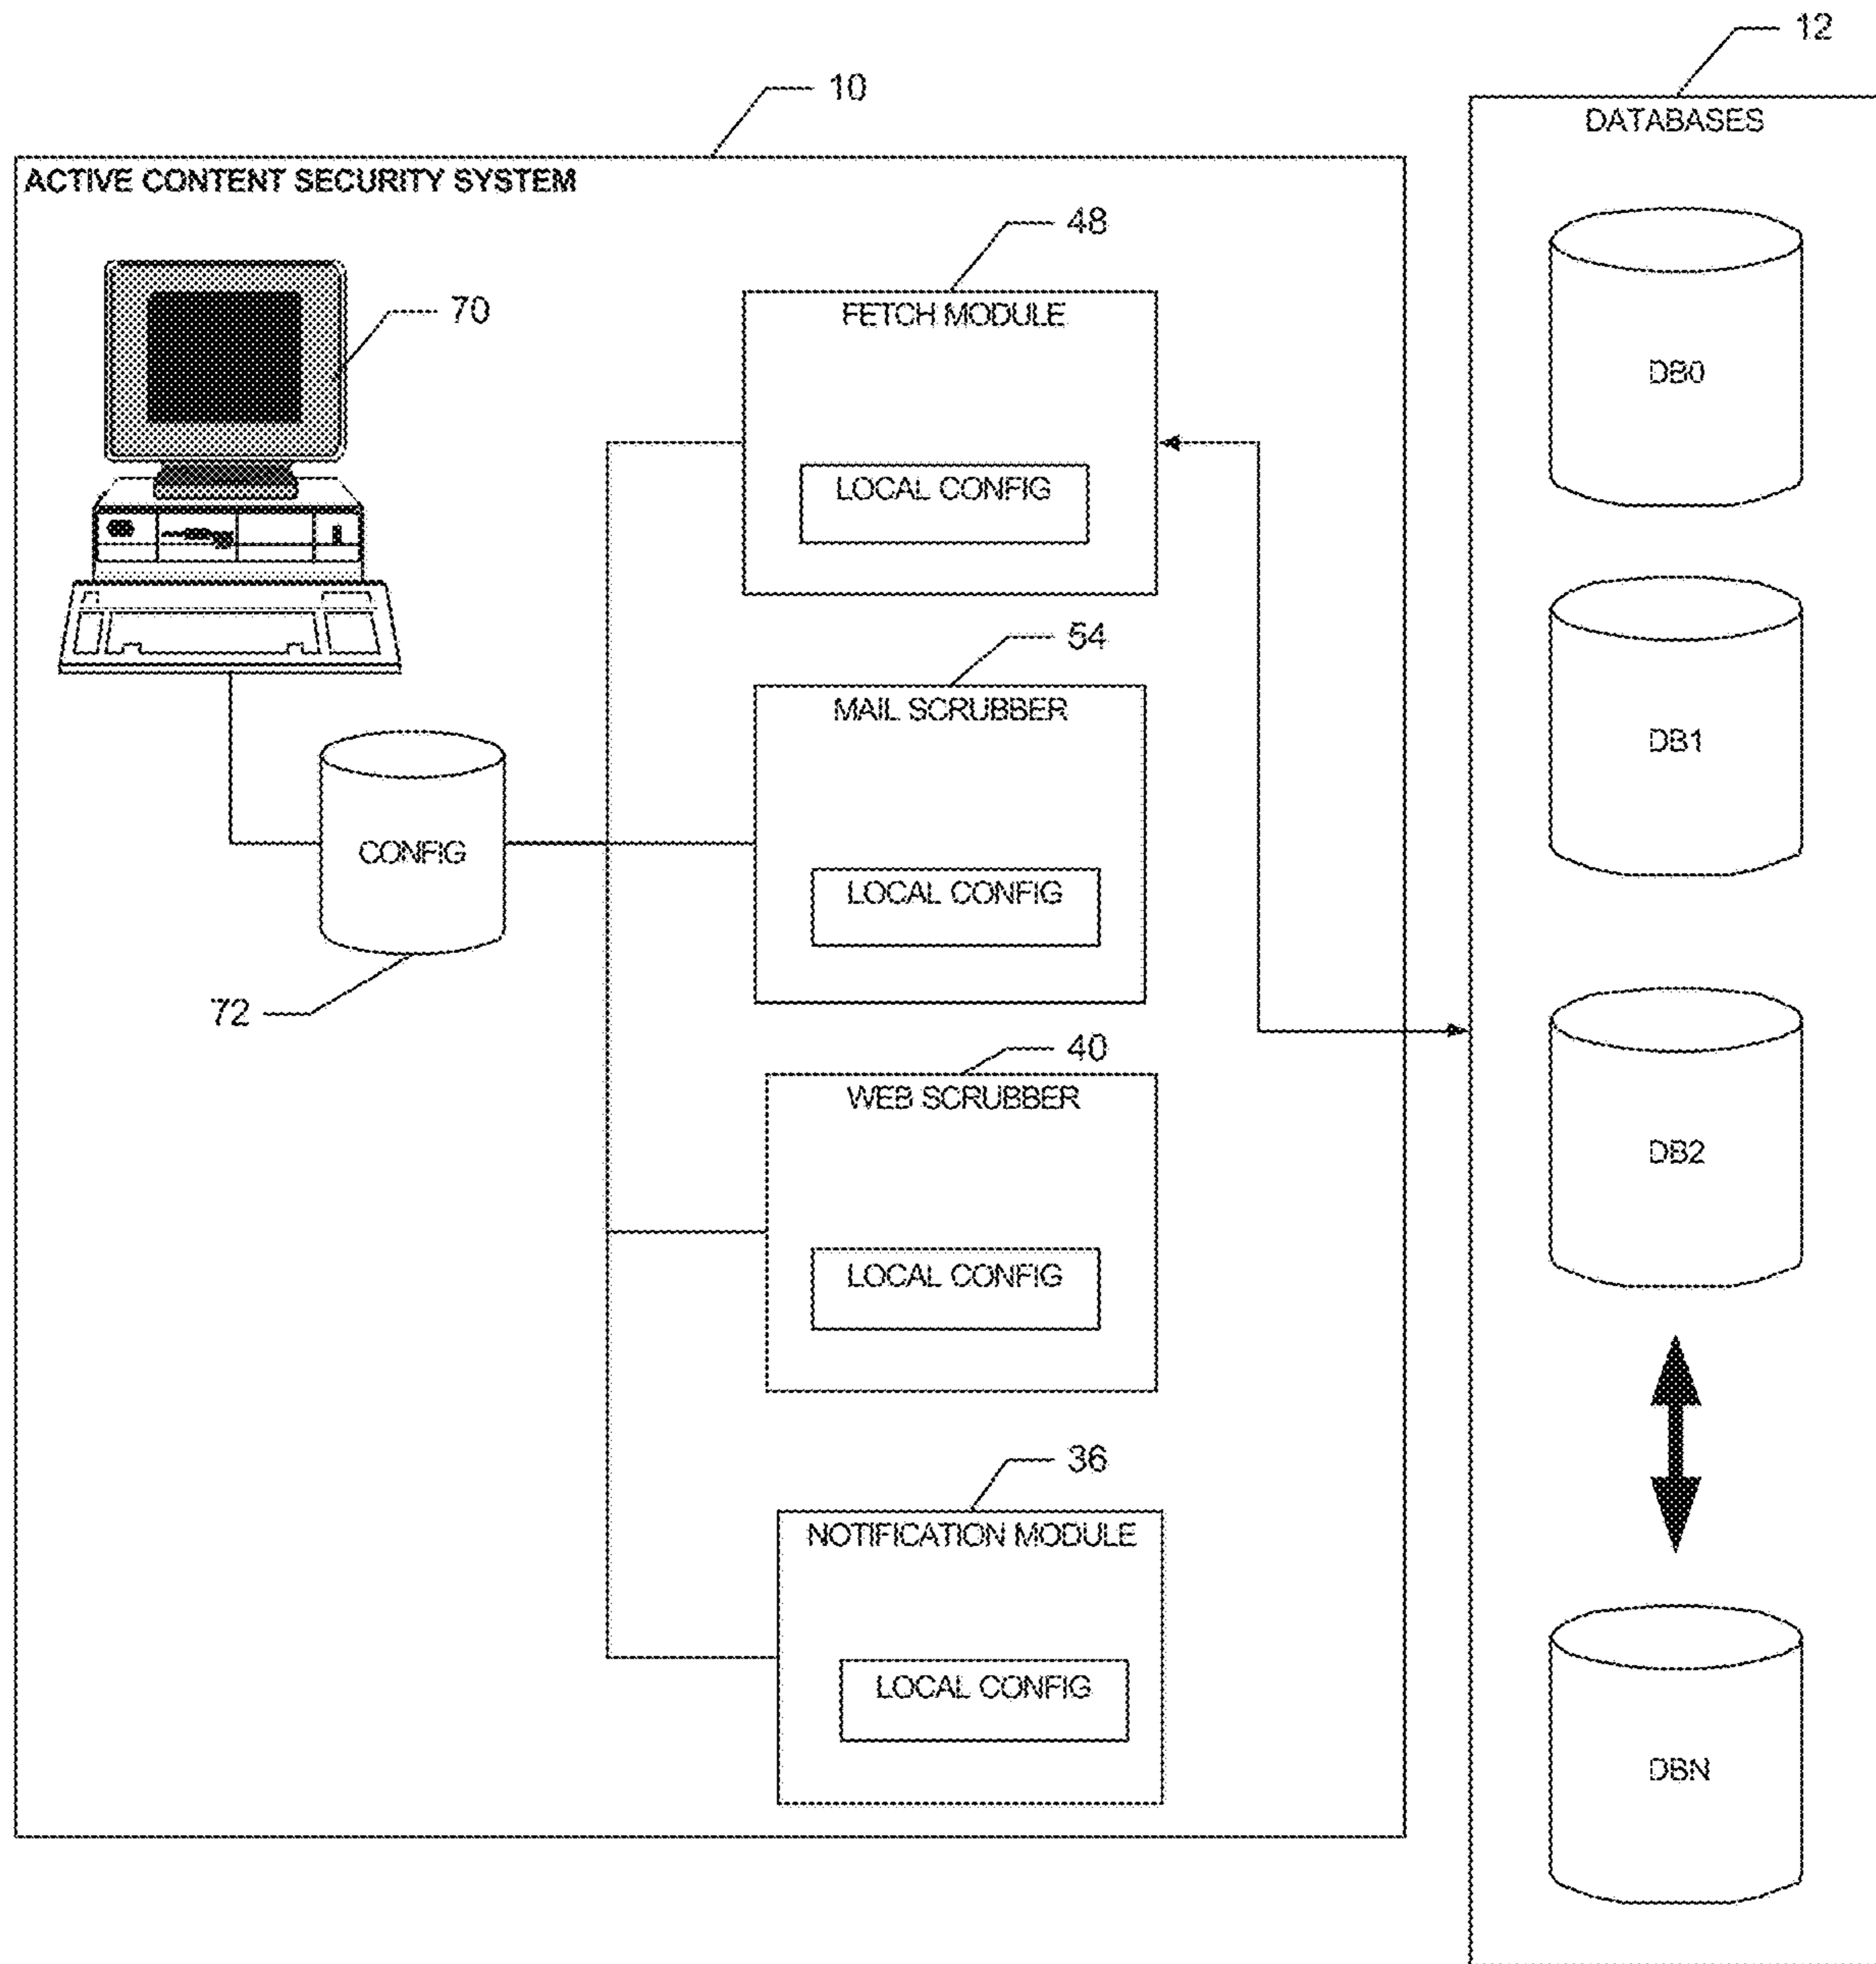 12
10
DATABASES
ACTIVE CONTENT SECURITY SYSTEM
48
70
FETCH MODULE
LOCAL CONFIG
DB0
54
MAIL SCRUBBER
DB1
CONFIG
LOCAL CONFIG
72
40
WEB SCRUBBER
DB2
LOCAL CONFIG
36
NOTIFICATION MODULE
LOCAL CONFIG
DBN